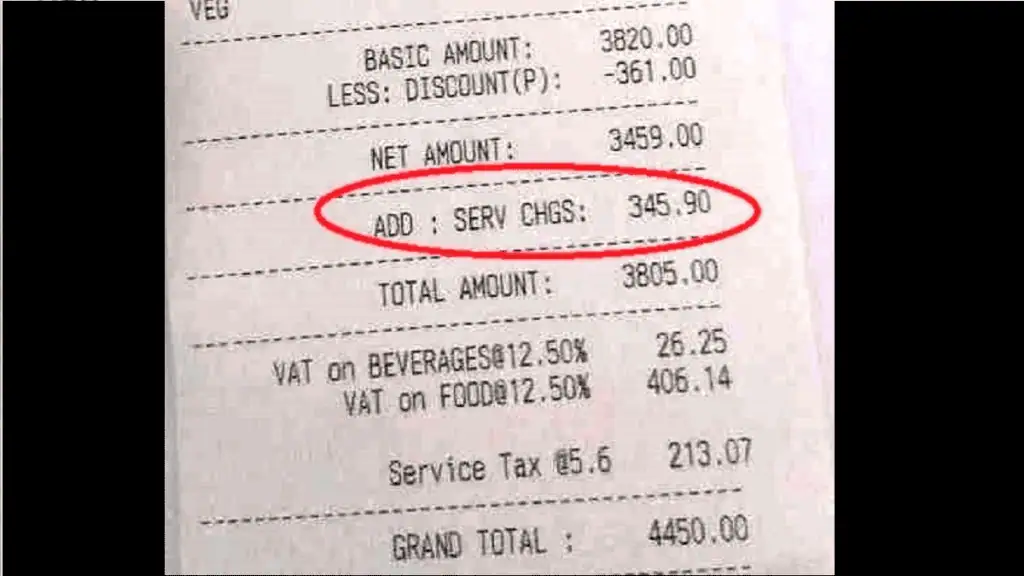 VEG
BASIC AMOUNT: 3820.00
LESS: DISCOUNT(P): -361.00
NET AMOUNT: 3459.00
ADD : SERV CHGS: 345.90
TOTAL AMOUNT: 3805.00
VAT on BEVERAGES@12.50% 26.25
VAT on FOOD@12.50% 406.14
Service Tax @5.6 213.07
GRAND TOTAL : 4450.00